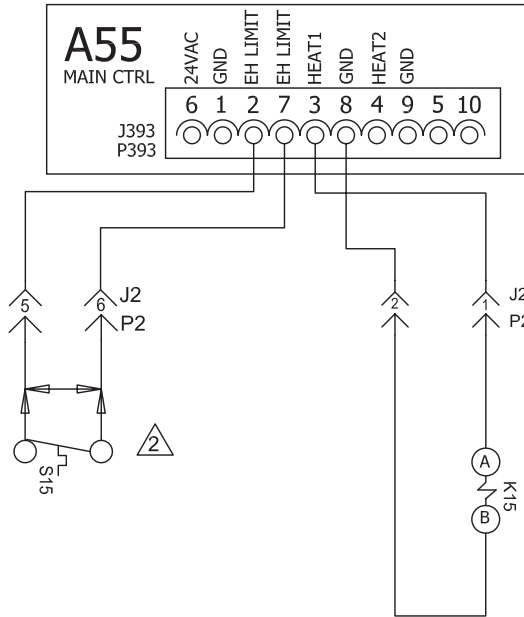 A55
MAIN CTRL
24VAC
GND
EH LIMIT
EH LIMIT
HEAT1
GND
HEAT2
GND
6 1 2 7 3 8 4 9 5 10
J393
P393
5
6
J2
P2
2
1
J2
P2
S15
2
A
B
K15